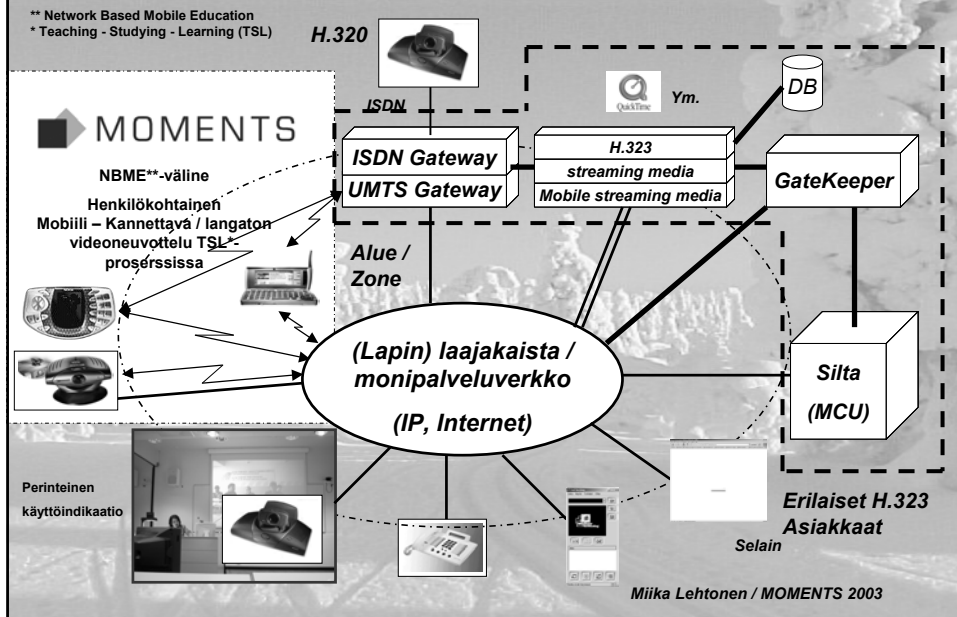 ** Network Based Mobile Education
* Teaching - Studying - Learning (TSL)
H.320
ISDN
QuickTime
Ym.
DB
MOMENTS
NBME**-väline
Henkilökohtainen
Mobiili – Kannettava / langaton
videoneuvottelu TSL*-
proserssissa
ISDN Gateway
UMTS Gateway
H.323
streaming media
Mobile streaming media
GateKeeper
Alue /
Zone
(Lapin) laajakaista /
monipalveluverkko
(IP, Internet)
Silta
(MCU)
Perinteinen
käyttöindikaatio
Erilaiset H.323
Asiakkaat
Selain
Miika Lehtonen / MOMENTS 2003